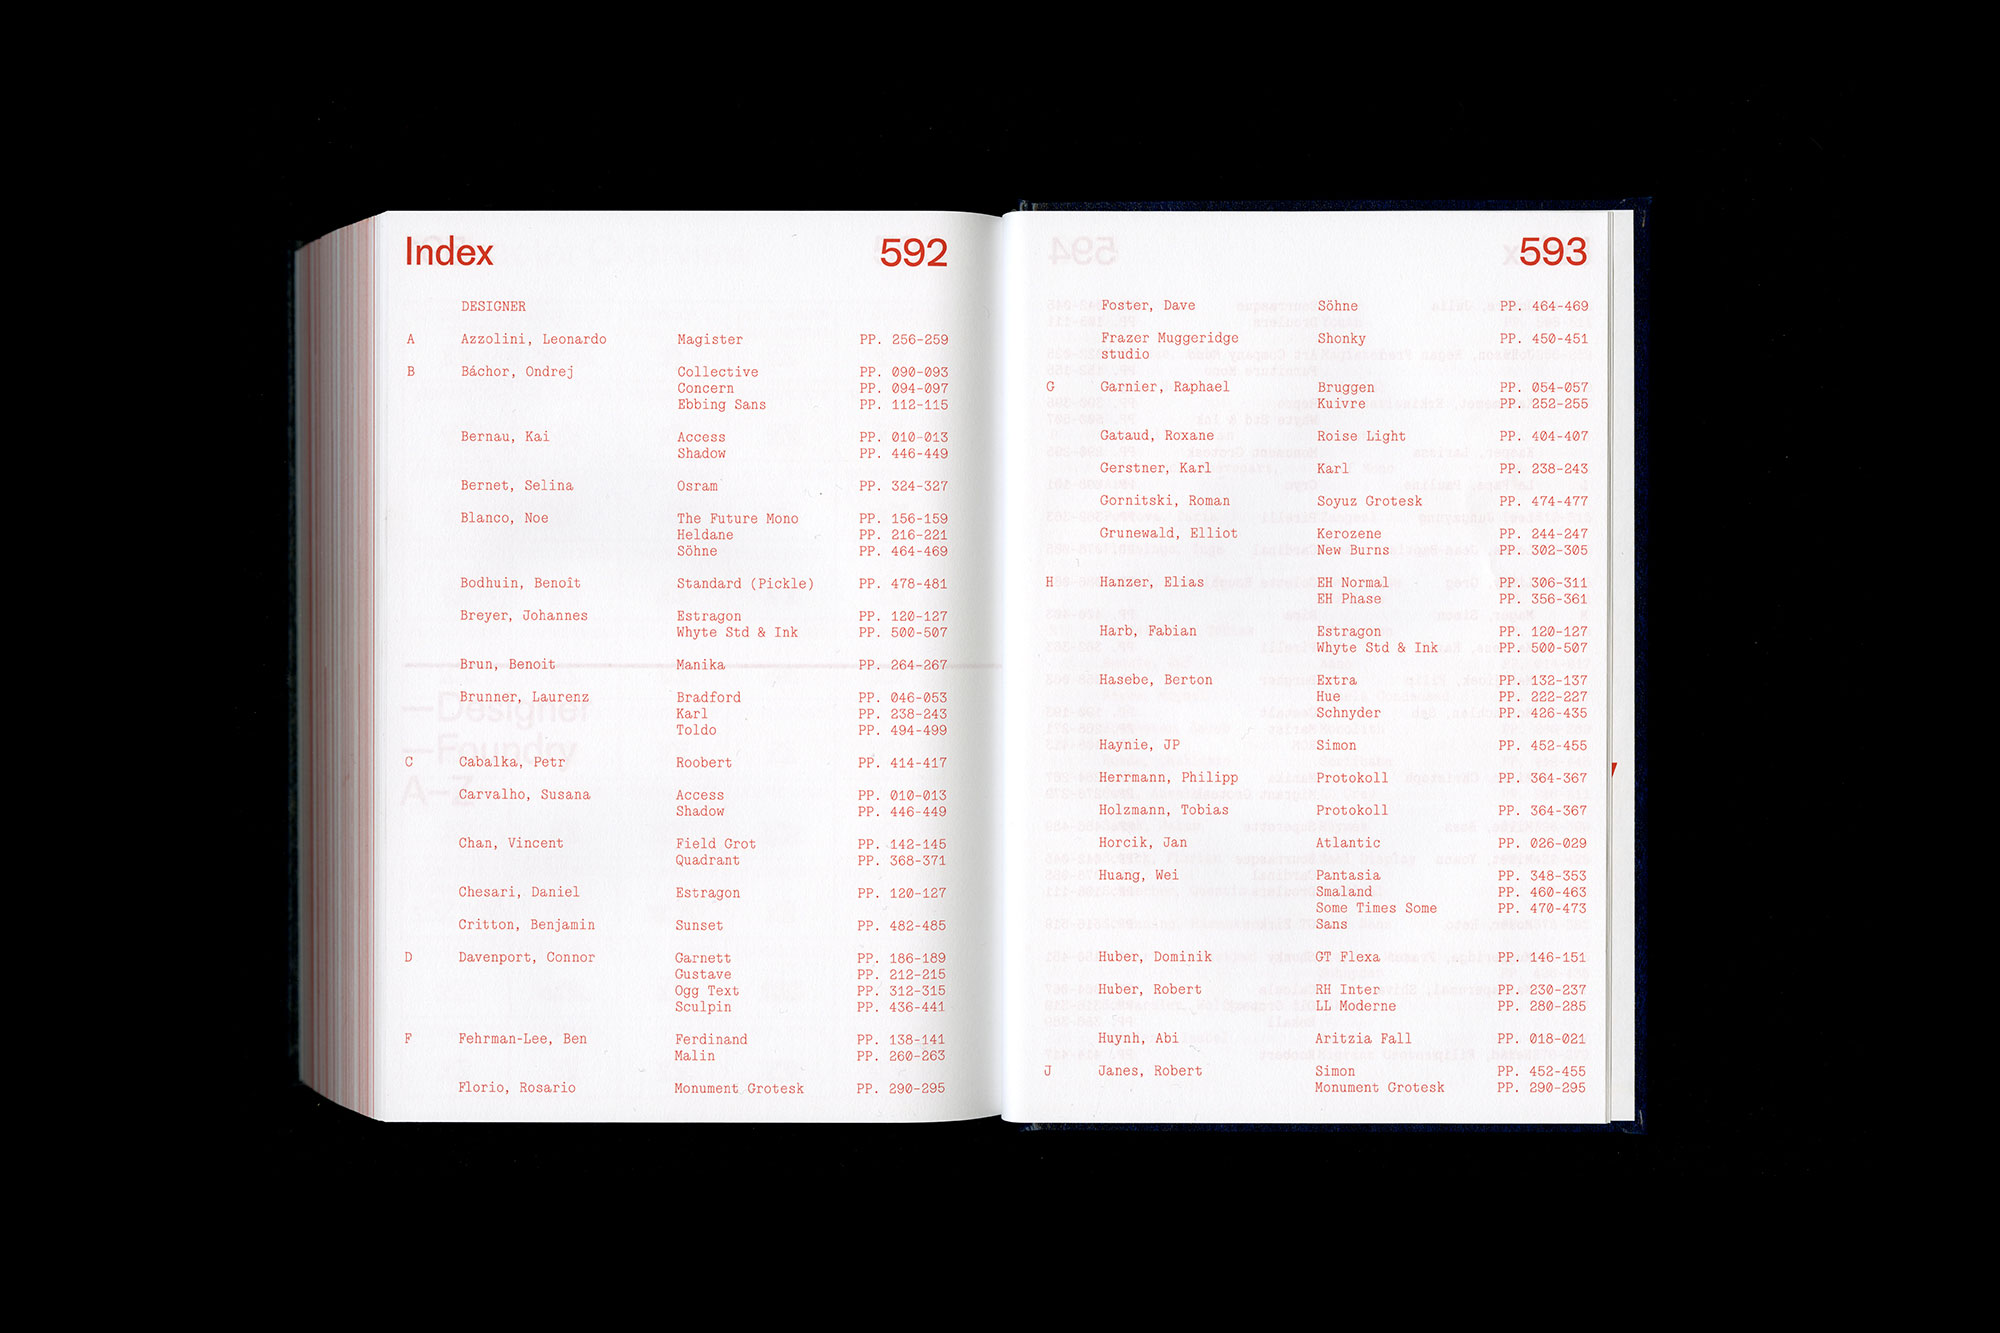 Index 592
DESIGNER
A Azzolini, Leonardo Magister PP. 256-259
B Báchor, Ondrej Collective PP. 090-093
Concern PP. 094-097
Ebbing Sans PP. 112-115
Bernau, Kai Access PP. 010-013
Shadow PP. 446-449
Bernet, Selina Osram PP. 324-327
Blanco, Noe The Future Mono PP. 156-159
Heldane PP. 216-221
Söhne PP. 464-469
Bodhuin, Benoît Standard (Pickle) PP. 478-481
Breyer, Johannes Estragon PP. 120-127
Whyte Std & Ink PP. 500-507
Brun, Benoit Manika PP. 264-267
Brunner, Laurenz Bradford PP. 046-053
Karl PP. 238-243
Toldo PP. 494-499
C Cabalka, Petr Roobert PP. 414-417
Carvalho, Susana Access PP. 010-013
Shadow PP. 446-449
Chan, Vincent Field Grot PP. 142-145
Quadrant PP. 368-371
Chesari, Daniel Estragon PP. 120-127
Critton, Benjamin Sunset PP. 482-485
D Davenport, Connor Garnett PP. 186-189
Gustave PP. 212-215
Ogg Text PP. 312-315
Sculpin PP. 436-441
F Fehrman-Lee, Ben Ferdinand PP. 138-141
Malin PP. 260-263
Florio, Rosario Monument Grotesk PP. 290-295
593
Foster, Dave Söhne PP. 464-469
Frazer Muggeridge Shonky PP. 450-451
studio
G Garnier, Raphael Bruggen PP. 054-057
Kuivre PP. 252-255
Gataud, Roxane Roise Light PP. 404-407
Gerstner, Karl Karl PP. 238-243
Gornitski, Roman Soyuz Grotesk PP. 474-477
Grunewald, Elliot Kerozene PP. 244-247
New Burns PP. 302-305
H Hanzer, Elias EH Normal PP. 306-311
EH Phase PP. 356-361
Harb, Fabian Estragon PP. 120-127
Whyte Std & Ink PP. 500-507
Hasebe, Berton Extra PP. 132-137
Hue PP. 222-227
Schnyder PP. 426-435
Haynie, JP Simon PP. 452-455
Herrmann, Philipp Protokoll PP. 364-367
Holzmann, Tobias Protokoll PP. 364-367
Horcik, Jan Atlantic PP. 026-029
Huang, Wei Pantasia PP. 348-353
Smaland PP. 460-463
Some Times Some PP. 470-473
Sans
Huber, Dominik GT Flexa PP. 146-151
Huber, Robert RH Inter PP. 230-237
LL Moderne PP. 280-285
Huynh, Abi Aritzia Fall PP. 018-021
J Janes, Robert Simon PP. 452-455
Monument Grotesk PP. 290-295